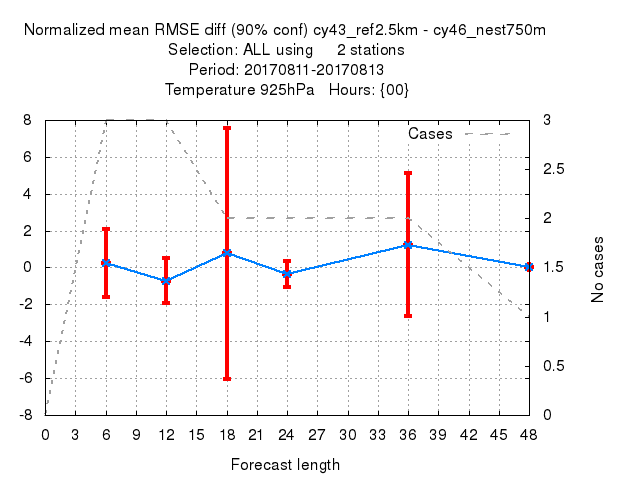 Normalized mean RMSE diff (90% conf) cy43_ref2.5km - cy46_nest750m
Selection: ALL using 2 stations
Period: 20170811-20170813
Temperature 925hPa Hours: {00}
Cases
8
6
4
2
0
-2
-4
-6
-8
3
2.5
2
1.5
1
0.5
0
No cases
0 3 6 9 12 15 18 21 24 27 30 33 36 39 42 45 48
Forecast length